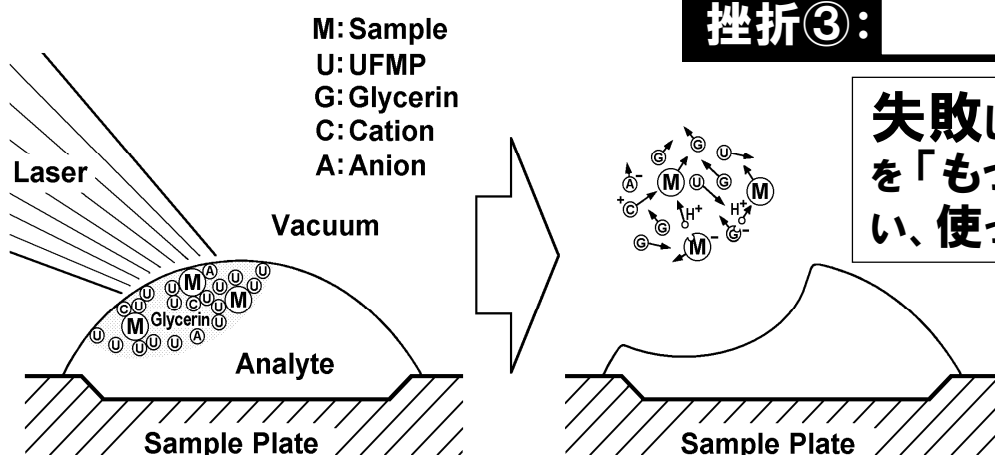 M: Sample
U: UFMP
G: Glycerin
C: Cation
A: Anion
挫折③:
失敗
を「もっ
い、使っ
Laser
Vacuum
A U
M U U
U U
U U M
C U U C U
M Glycerin U
U U U U U A
Analyte
Sample Plate
G G U
A⁻ M U G M
+C H⁺ H⁺
G G⁻
G M⁻
Sample Plate